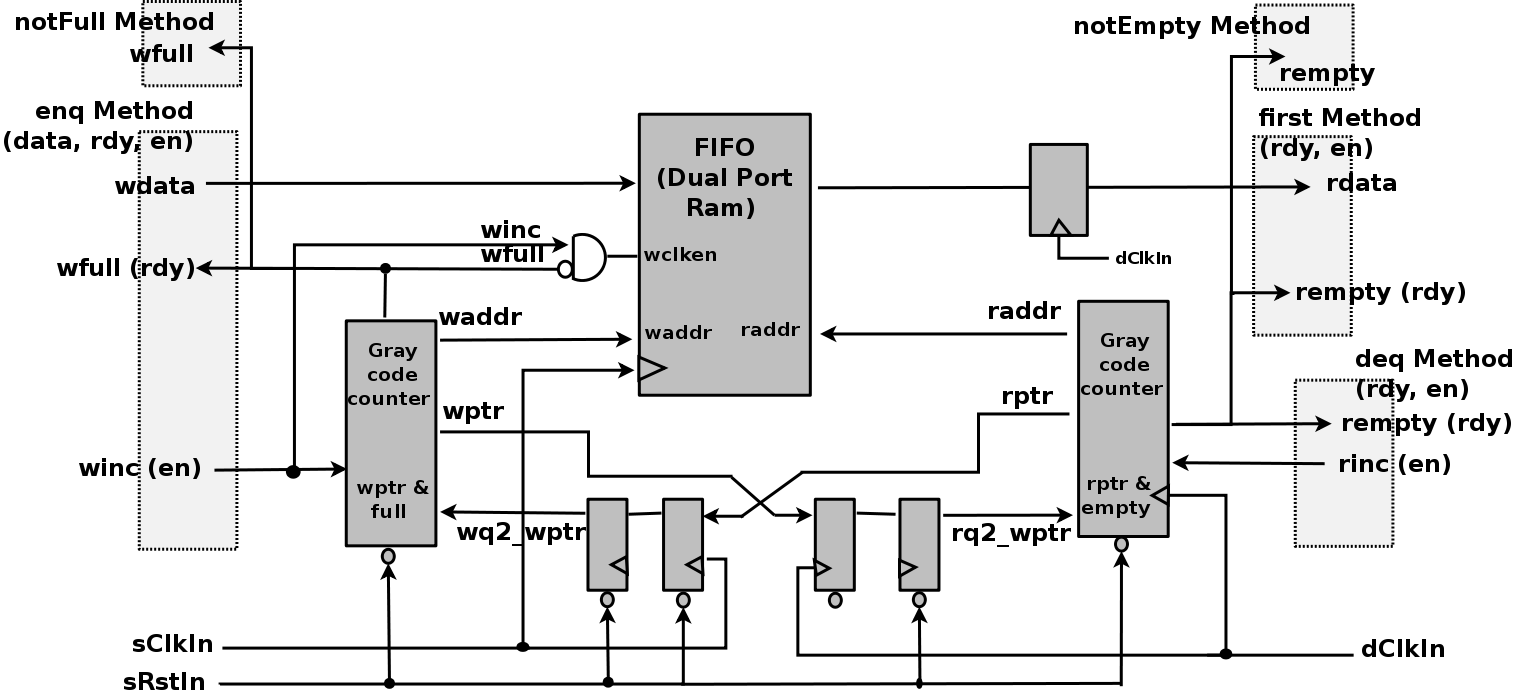 notFull Method
wfull
enq Method
(data, rdy, en)
wdata
wfull (rdy)
winc (en)
winc
wfull
FIFO
(Dual Port
Ram)
wclken
waddr
raddr
waddr
Gray
code
counter
wptr &
full
wptr
wq2_wptr
sClkIn
sRstIn
notEmpty Method
rempty
first Method
(rdy, en)
rdata
dClkIn
rempty (rdy)
raddr
Gray
code
counter
rptr &
empty
rptr
rq2_wptr
deq Method
(rdy, en)
rempty (rdy)
rinc (en)
dClkIn